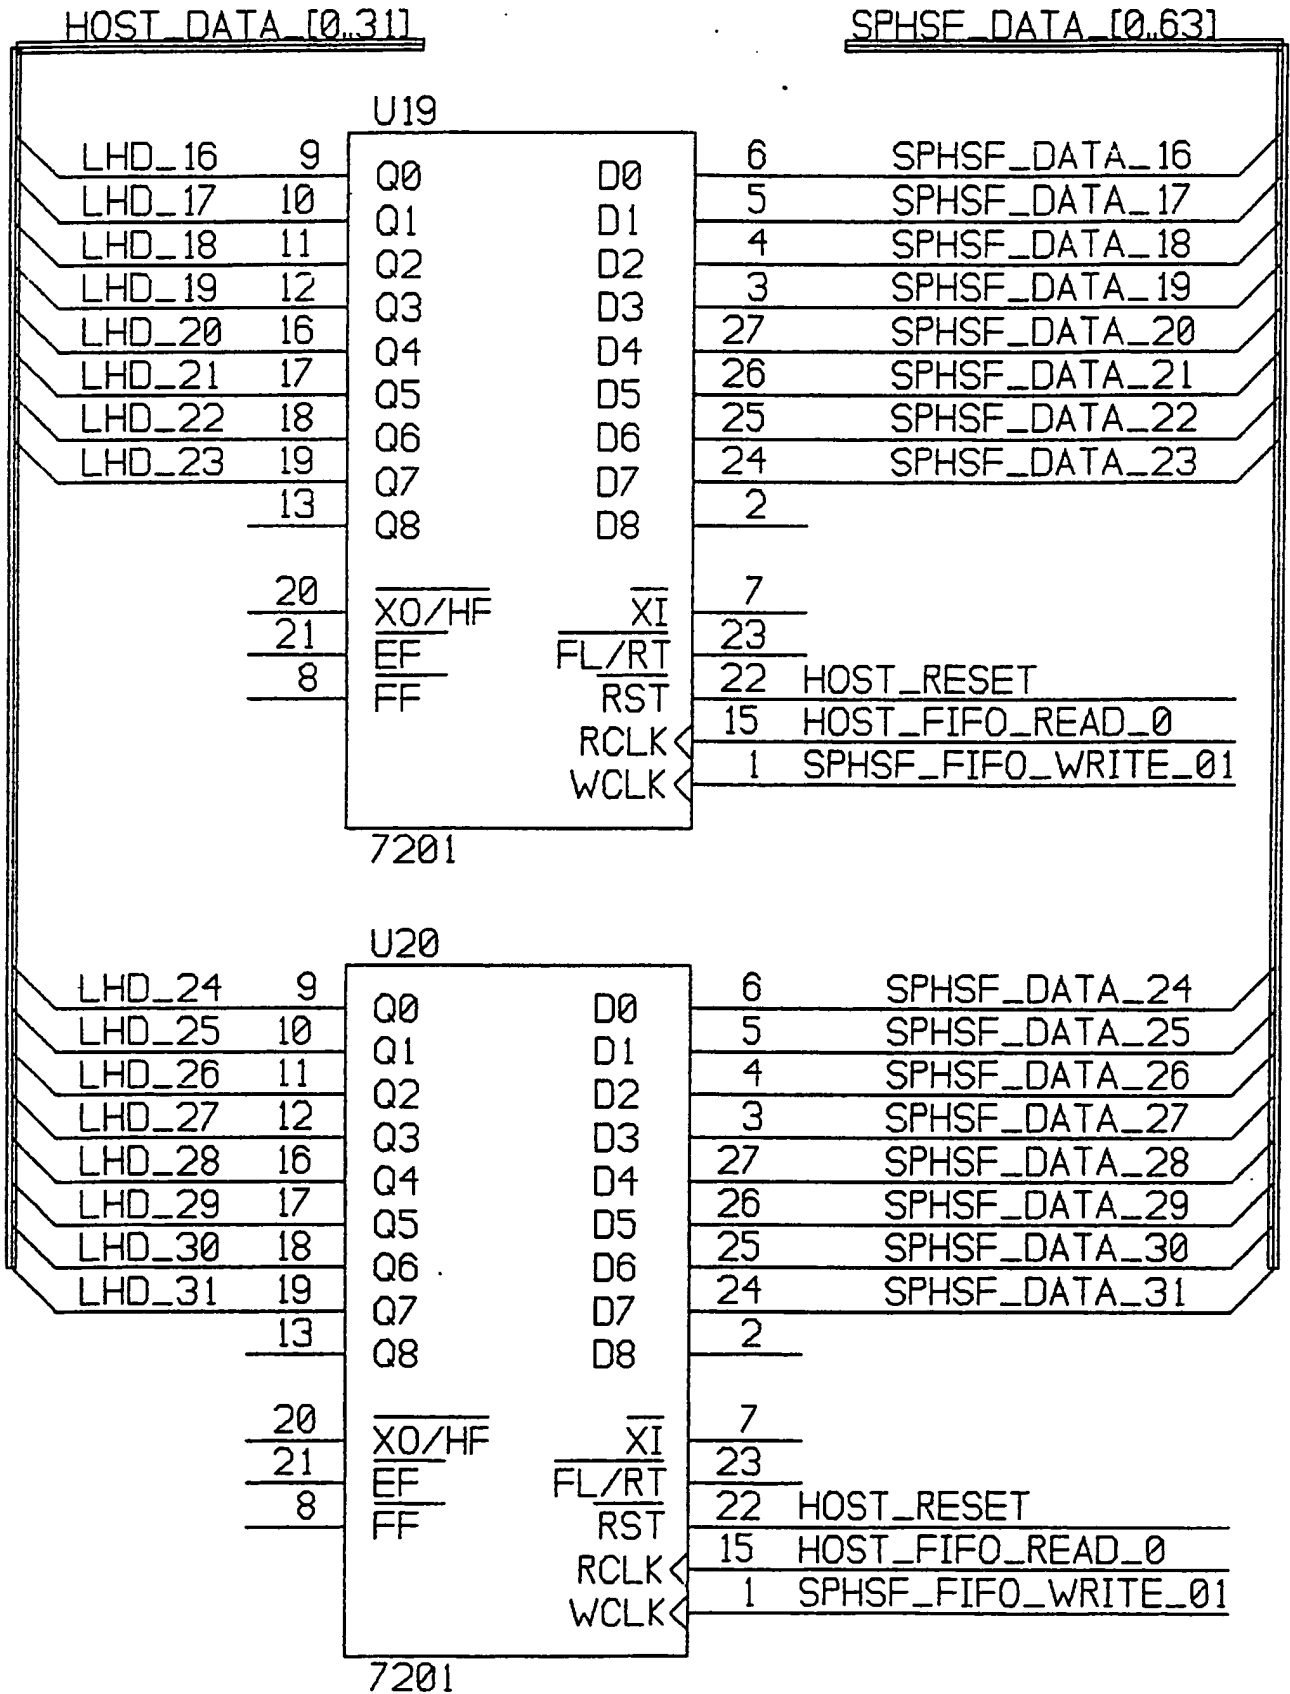 HOST_DATA_[0..31] SPHSF_DATA_[0..63]
U19
LHD_16 9 Q0 D0 6 SPHSF_DATA_16
LHD_17 10 Q1 D1 5 SPHSF_DATA_17
LHD_18 11 Q2 D2 4 SPHSF_DATA_18
LHD_19 12 Q3 D3 3 SPHSF_DATA_19
LHD_20 16 Q4 D4 27 SPHSF_DATA_20
LHD_21 17 Q5 D5 26 SPHSF_DATA_21
LHD_22 18 Q6 D6 25 SPHSF_DATA_22
LHD_23 19 Q7 D7 24 SPHSF_DATA_23
13 Q8 D8 2
20 XO/HF XI 7
21 EF FL/RT 23
8 FF RST 22 HOST_RESET
RCLK 15 HOST_FIFO_READ_0
WCLK 1 SPHSF_FIFO_WRITE_01
7201
U20
LHD_24 9 Q0 D0 6 SPHSF_DATA_24
LHD_25 10 Q1 D1 5 SPHSF_DATA_25
LHD_26 11 Q2 D2 4 SPHSF_DATA_26
LHD_27 12 Q3 D3 3 SPHSF_DATA_27
LHD_28 16 Q4 D4 27 SPHSF_DATA_28
LHD_29 17 Q5 D5 26 SPHSF_DATA_29
LHD_30 18 Q6 D6 25 SPHSF_DATA_30
LHD_31 19 Q7 D7 24 SPHSF_DATA_31
13 Q8 D8 2
20 XO/HF XI 7
21 EF FL/RT 23
8 FF RST 22 HOST_RESET
RCLK 15 HOST_FIFO_READ_0
WCLK 1 SPHSF_FIFO_WRITE_01
7201